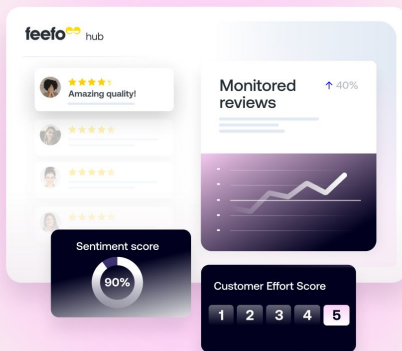 feefo hub
Amazing quality!
Monitored
reviews
↑ 40%
Sentiment score
90%
Customer Effort Score
1 2 3 4 5